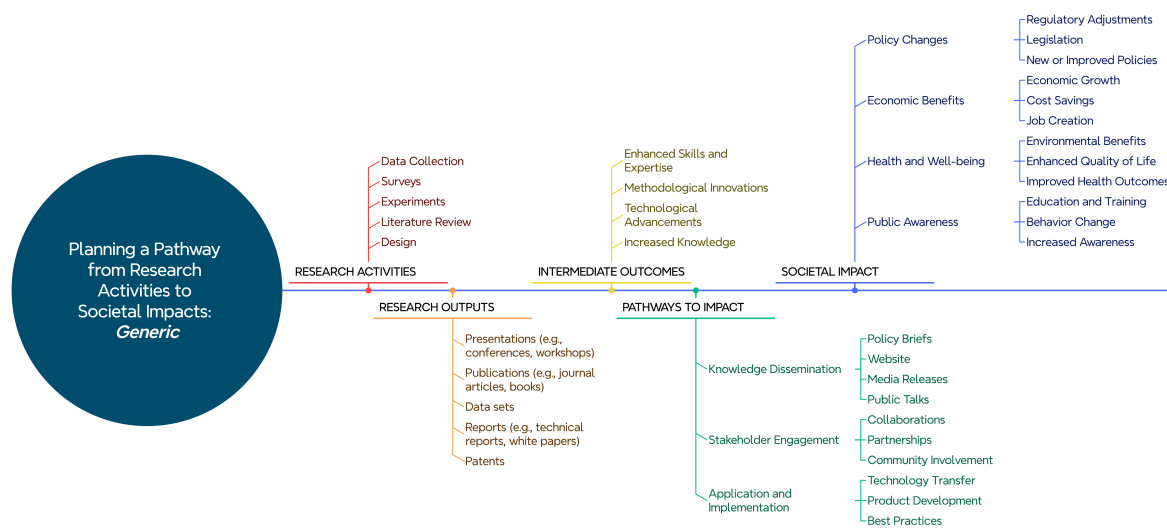 Planning a Pathway
from Research
Activities to
Societal Impacts:
Generic
RESEARCH ACTIVITIES
Data Collection
Surveys
Experiments
Literature Review
Design
RESEARCH OUTPUTS
Presentations (e.g.,
conferences, workshops)
Publications (e.g., journal
articles, books)
Data sets
Reports (e.g., technical
reports, white papers)
Patents
INTERMEDIATE OUTCOMES
Enhanced Skills and
Expertise
Methodological Innovations
Technological
Advancements
Increased Knowledge
PATHWAYS TO IMPACT
Knowledge Dissemination
Policy Briefs
Website
Media Releases
Public Talks
Stakeholder Engagement
Collaborations
Partnerships
Community Involvement
Application and
Implementation
Technology Transfer
Product Development
Best Practices
SOCIETAL IMPACT
Policy Changes
Regulatory Adjustments
Legislation
New or Improved Policies
Economic Benefits
Economic Growth
Cost Savings
Job Creation
Health and Well-being
Environmental Benefits
Enhanced Quality of Life
Improved Health Outcomes
Public Awareness
Education and Training
Behavior Change
Increased Awareness